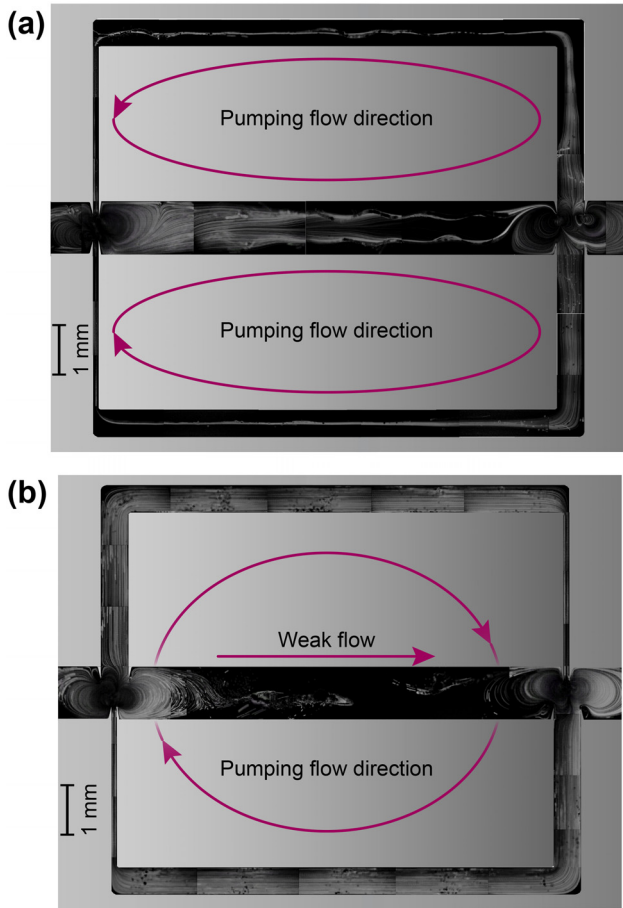 (a)
Pumping flow direction
Pumping flow direction
1 mm
(b)
Weak flow
Pumping flow direction
1 mm